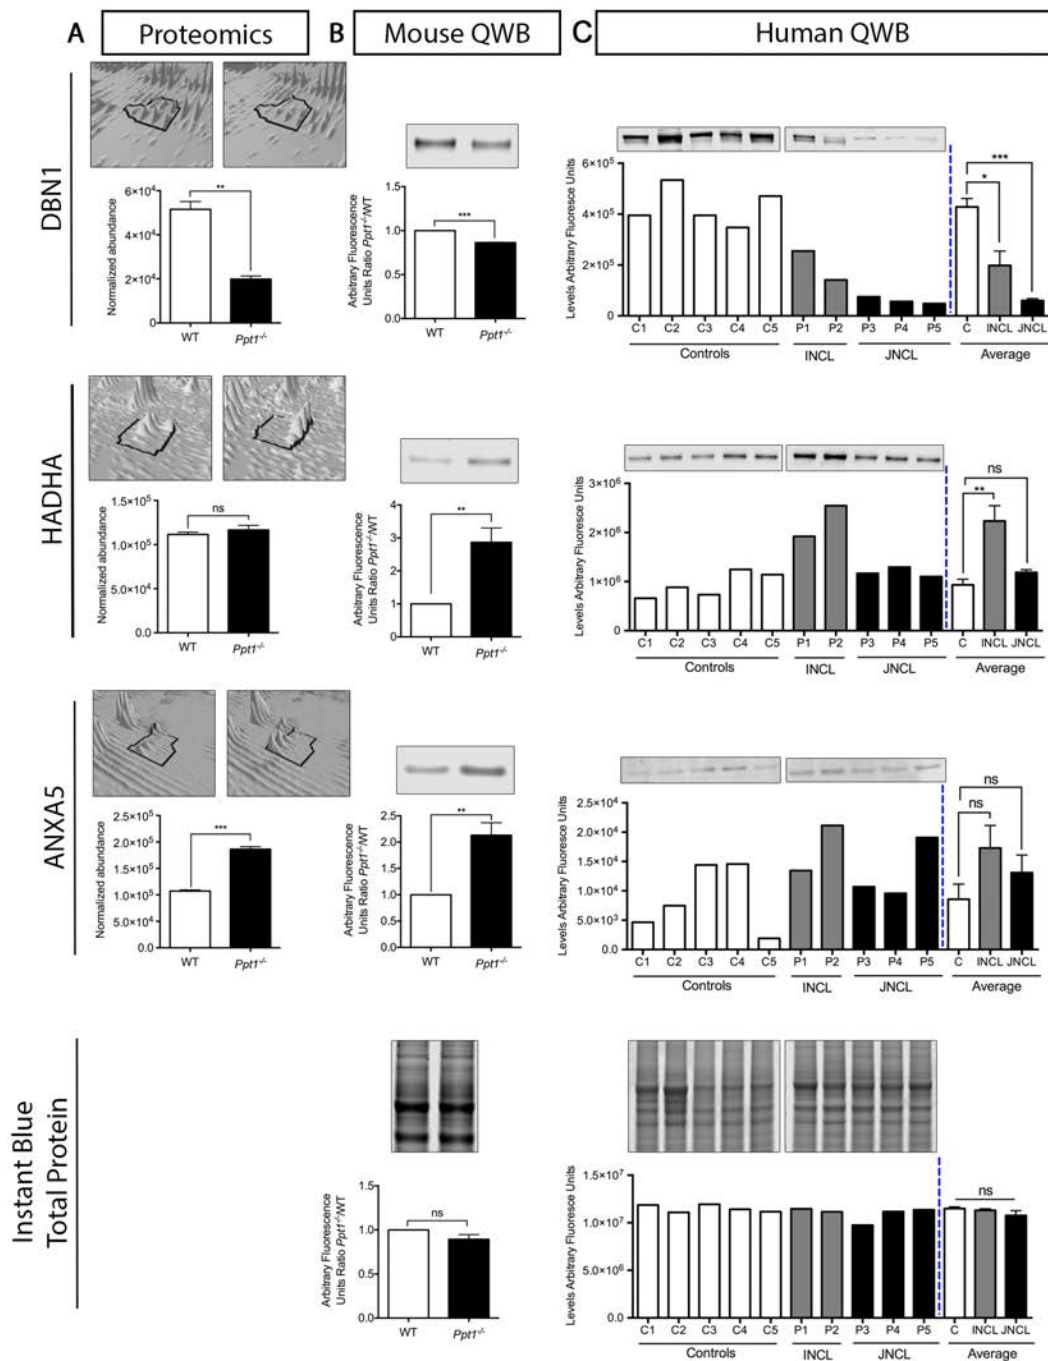 A Proteomics B Mouse QWB C Human QWB
DBN1
Normalized abundance
6×10⁴
4×10⁴
2×10⁴
0
**
WT Ppt1⁻/⁻
Arbitrary Fluorescence
Units Ratio Ppt1⁻/⁻/WT
1.5
1.0
0.5
0.0
***
WT Ppt1⁻/⁻
Levels Arbitrary Fluoresce Units
6×10⁵
4×10⁵
2×10⁵
0
***
*
C1 C2 C3 C4 C5 P1 P2 P3 P4 P5 C INCL JNCL
Controls INCL JNCL Average
HADHA
Normalized abundance
1.5×10⁵
1.0×10⁵
5.0×10⁴
0.0
ns
WT Ppt1⁻/⁻
Arbitrary Fluorescence
Units Ratio Ppt1⁻/⁻/WT
4
3
2
1
0
**
WT Ppt1⁻/⁻
Levels Arbitrary Fluoresce Units
3×10⁶
2×10⁶
1×10⁶
0
ns
**
C1 C2 C3 C4 C5 P1 P2 P3 P4 P5 C INCL JNCL
Controls INCL JNCL Average
ANXA5
Normalized abundance
2.5×10⁵
2.0×10⁵
1.5×10⁵
1.0×10⁵
5.0×10⁴
0.0
***
WT Ppt1⁻/⁻
Arbitrary Fluorescence
Units Ratio Ppt1⁻/⁻/WT
2.5
2.0
1.5
1.0
0.5
0.0
**
WT Ppt1⁻/⁻
Levels Arbitrary Fluoresce Units
2.5×10⁴
2.0×10⁴
1.5×10⁴
1.0×10⁴
5.0×10³
0.0
ns
ns
C1 C2 C3 C4 C5 P1 P2 P3 P4 P5 C INCL JNCL
Controls INCL JNCL Average
Instant Blue
Total Protein
Arbitrary Fluorescence
Units Ratio Ppt1⁻/⁻/WT
1.5
1.0
0.5
0.0
ns
WT Ppt1⁻/⁻
Levels Arbitrary Fluoresce Units
1.5×10⁷
1.0×10⁷
5.0×10⁶
0.0
ns
C1 C2 C3 C4 C5 P1 P2 P3 P4 P5 C INCL JNCL
Controls INCL JNCL Average